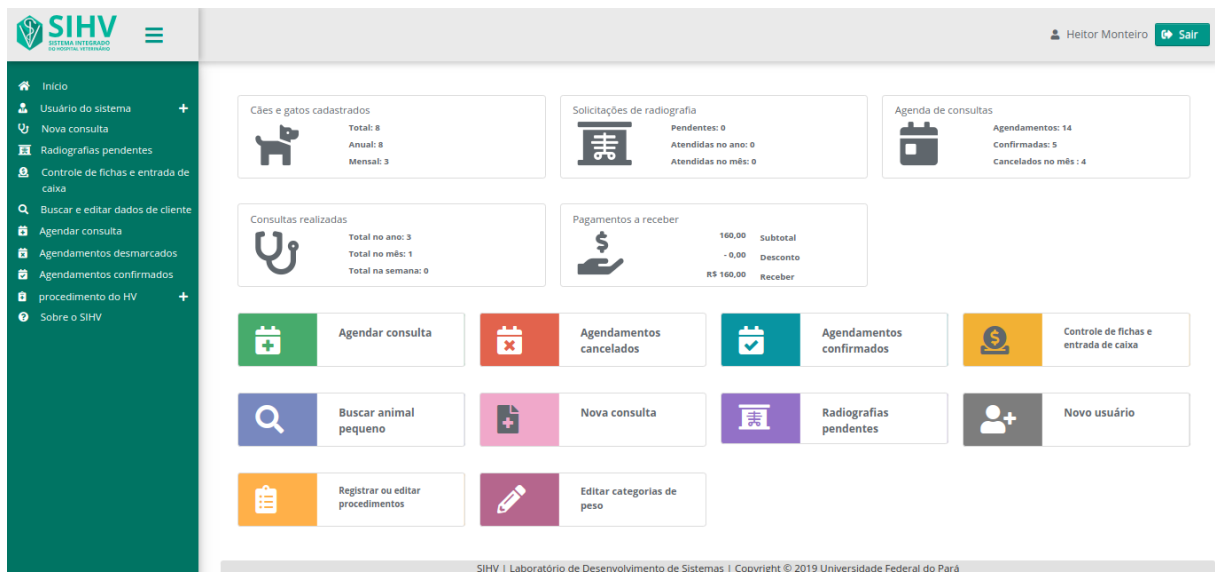 SIHV
SISTEMA INTEGRADO
DO HOSPITAL VETERINÁRIO
Heitor Monteiro
Sair
Início
Usuário do sistema
Nova consulta
Radiografias pendentes
Controle de fichas e entrada de
caixa
Buscar e editar dados de cliente
Agendar consulta
Agendamentos desmarcados
Agendamentos confirmados
procedimento do HV
Sobre o SIHV
Cães e gatos cadastrados
Total: 8
Anual: 8
Mensal: 3
Solicitações de radiografia
Pendentes: 0
Atendidas no ano: 0
Atendidas no mês: 0
Agenda de consultas
Agendamentos: 14
Confirmadas: 5
Cancelados no mês : 4
Consultas realizadas
Total no ano: 3
Total no mês: 1
Total na semana: 0
Pagamentos a receber
160,00 Subtotal
- 0,00 Desconto
R$ 160,00 Receber
Agendar consulta
Agendamentos
cancelados
Agendamentos
confirmados
Controle de fichas e
entrada de caixa
Buscar animal
pequeno
Nova consulta
Radiografias
pendentes
Novo usuário
Registrar ou editar
procedimentos
Editar categorias de
peso
SIHV | Laboratório de Desenvolvimento de Sistemas | Copyright © 2019 Universidade Federal do Pará